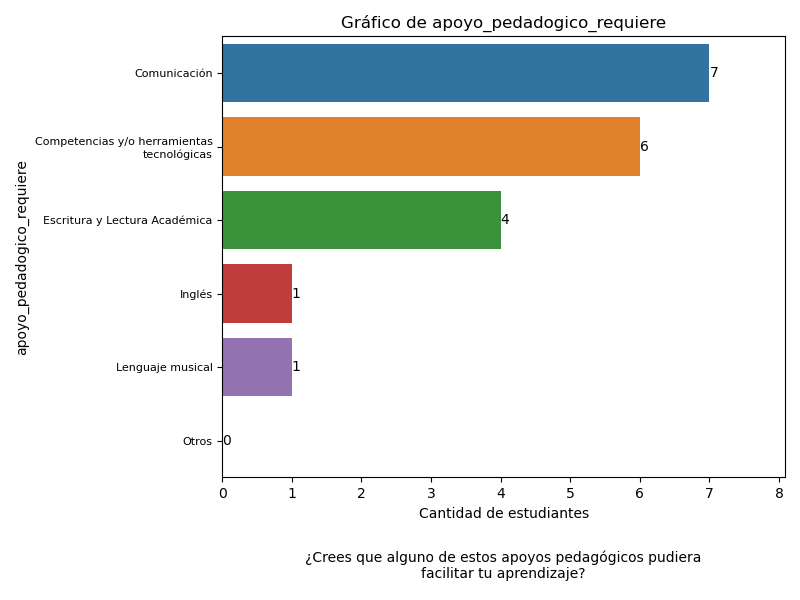 Gráfico de apoyo_pedadogico_requiere
apoyo_pedadogico_requiere
Comunicación
7
Competencias y/o herramientas
tecnológicas
6
Escritura y Lectura Académica
4
Inglés
1
Lenguaje musical
1
Otros
0
0 1 2 3 4 5 6 7 8
Cantidad de estudiantes
¿Crees que alguno de estos apoyos pedagógicos pudiera
facilitar tu aprendizaje?